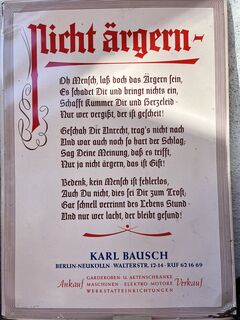 Nicht ärgern-
Oh Mensch, laß doch das Ärgern sein,
Es schadet Dir und bringt nichts ein,
Schafft Kummer Dir und Herzeleid -
Nur wer vergißt, der ist gescheit!
Geschah Dir Unrecht, trag's nicht nach
Und war auch noch so hart der Schlag;
Sag Deine Meinung, daß es trifft,
Nur ja nicht ärgern, das ist Gift!
Bedenk, kein Mensch ist fehlerlos,
Auch Du nicht, dies sei Dir zum Trost;
Gar schnell verrinnt des Lebens Stund -
Und nur wer lacht, der bleibt gesund!
KARL BAUSCH
BERLIN-NEUKÖLLN · WALTERSTR. 12-14 · RUF 62 16 69
Ankauf GARDEROBEN- U. AKTENSCHRÄNKE Verkauf
MASCHINEN · ELEKTRO-MOTORE
WERKSTATTEINRICHTUNGEN